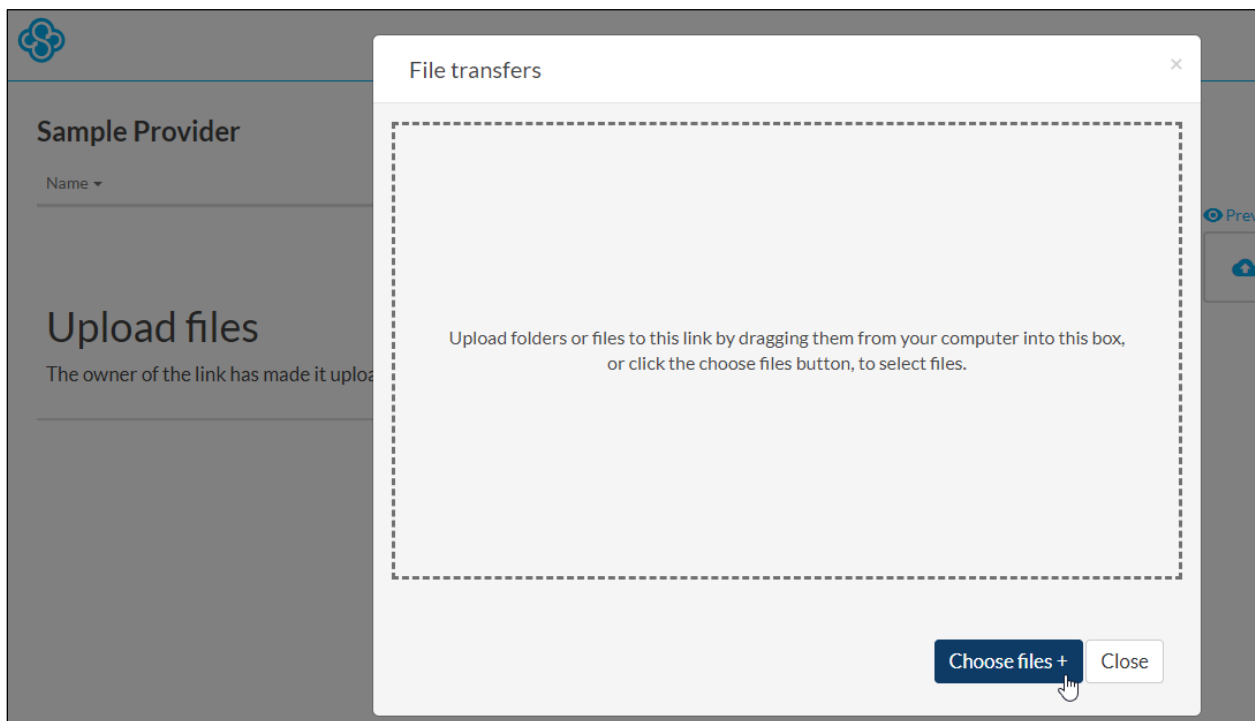 File transfers
×
Sample Provider
Name
Upload files
The owner of the link has made it
Upload folders or files to this link by dragging them from your computer into this box,
or click the choose files button, to select files.
Choose files +
Close